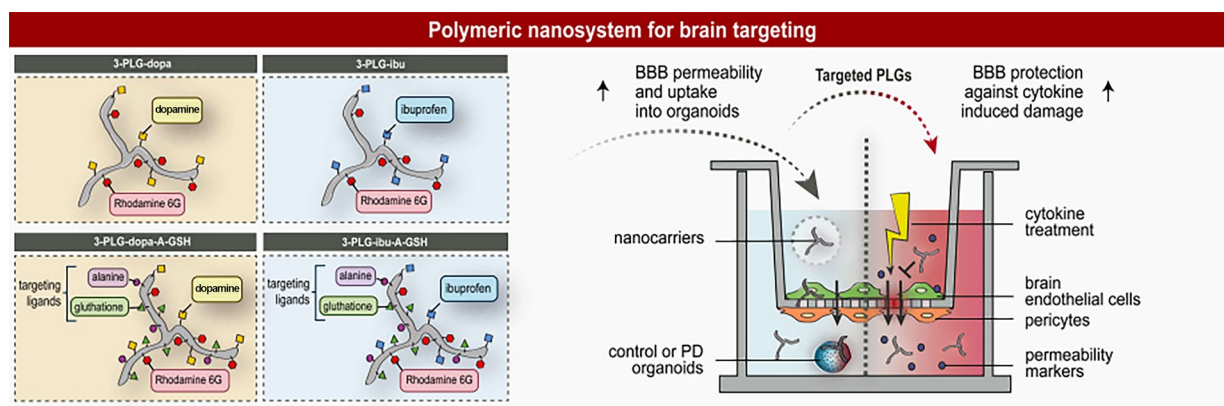 Polymeric nanosystem for brain targeting
3-PLG-dopa
dopamine
Rhodamine 6G
3-PLG-ibu
ibuprofen
Rhodamine 6G
3-PLG-dopa-A-GSH
targeting
ligands
alanine
gluthatione
dopamine
Rhodamine 6G
3-PLG-ibu-A-GSH
targeting
ligands
alanine
gluthatione
ibuprofen
Rhodamine 6G
BBB permeability
and uptake
into organoids
Targeted PLGs
BBB protection
against cytokine
induced damage
nanocarriers
control or PD
organoids
cytokine
treatment
brain
endothelial cells
pericytes
permeability
markers